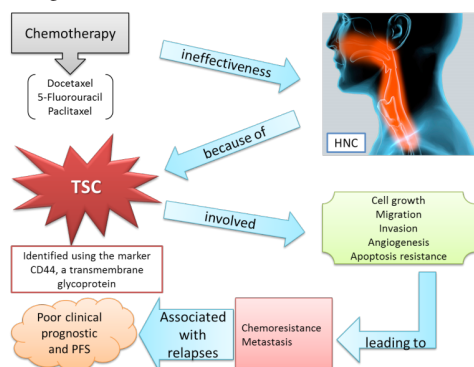 Chemotherapy
Docetaxel
5-Fluorouracil
Paclitaxel
ineffectiveness
HNC
because of
TSC
Identified using the marker
CD44, a transmembrane
glycoprotein
involved
Cell growth
Migration
Invasion
Angiogenesis
Apoptosis resistance
leading to
Chemoresistance
Metastasis
Associated
with
relapses
Poor clinical
prognostic
and PFS